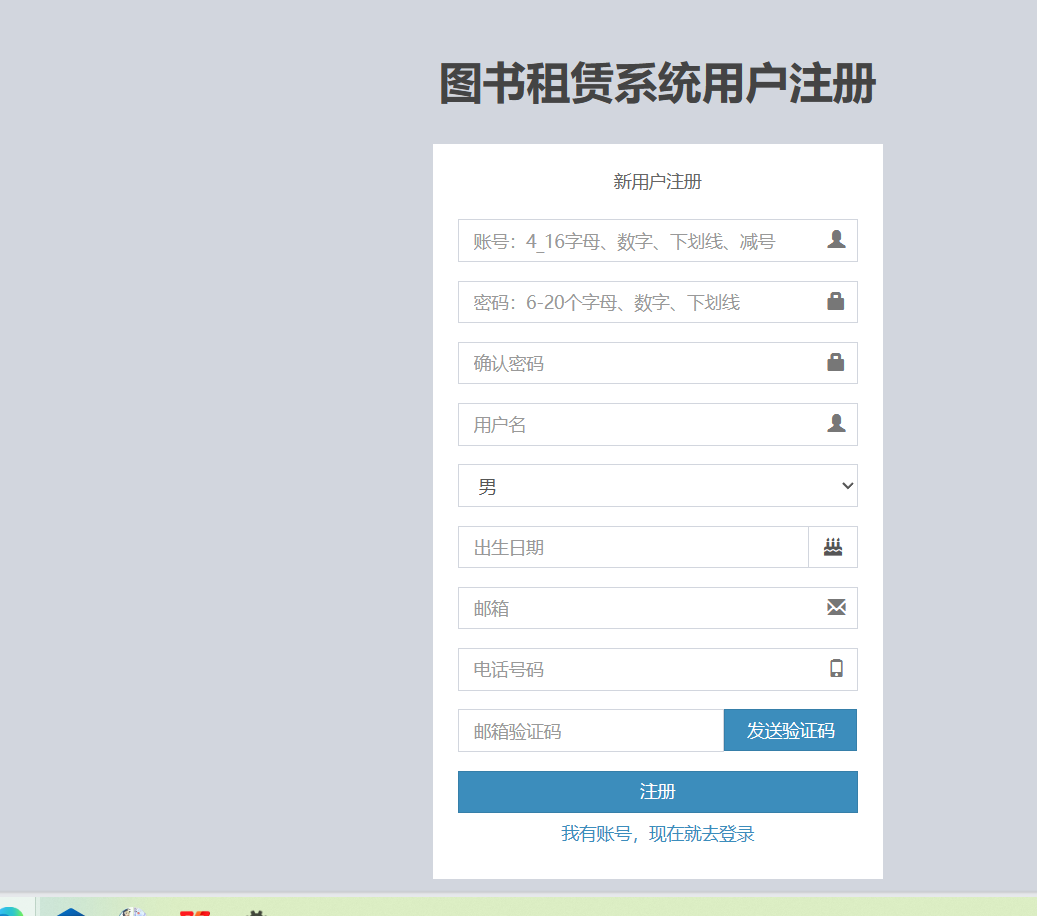 图书租赁系统用户注册
新用户注册
账号：4_16字母、数字、下划线、减号
密码：6-20个字母、数字、下划线
确认密码
用户名
男
出生日期
邮箱
电话号码
邮箱验证码
发送验证码
注册
我有账号，现在就去登录